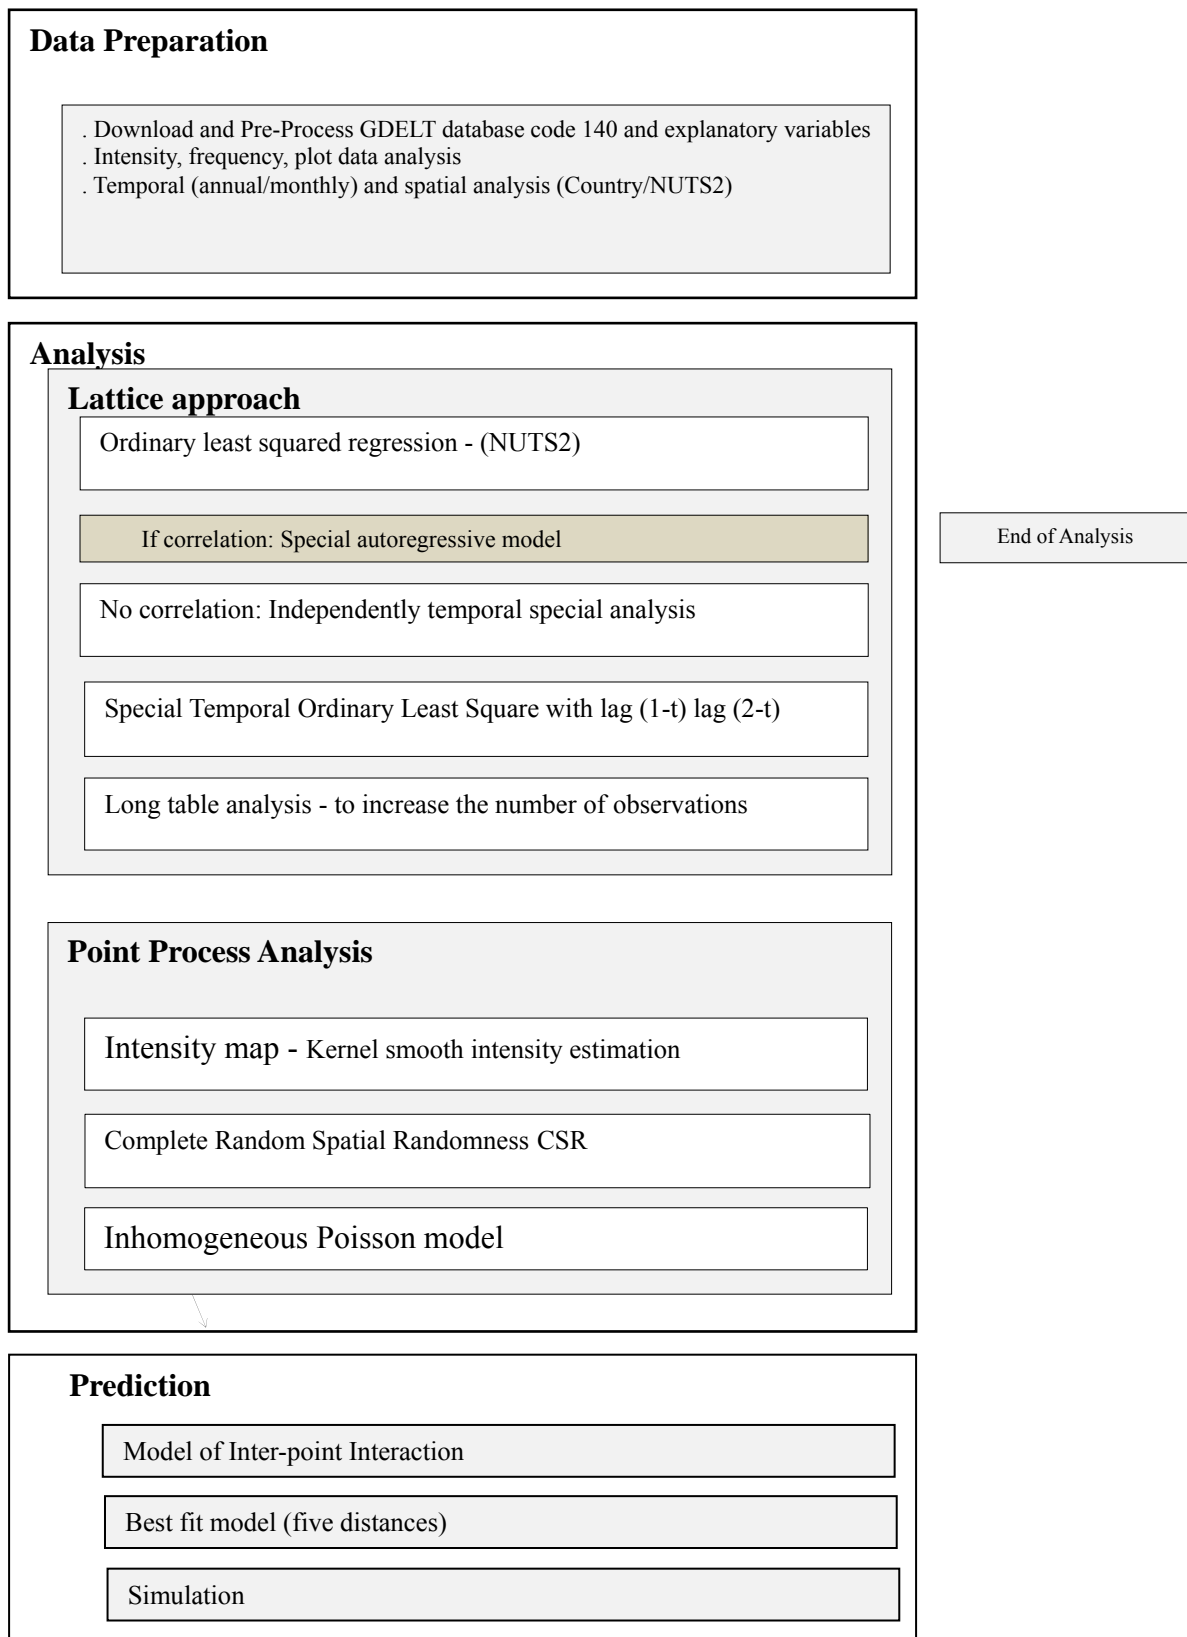 Data Preparation
. Download and Pre-Process GDELT database code 140 and explanatory variables
. Intensity, frequency, plot data analysis
. Temporal (annual/monthly) and spatial analysis (Country/NUTS2)
Analysis
Lattice approach
Ordinary least squared regression - (NUTS2)
If correlation: Special autoregressive model
End of Analysis
No correlation: Independently temporal special analysis
Special Temporal Ordinary Least Square with lag (1-t) lag (2-t)
Long table analysis - to increase the number of observations
Point Process Analysis
Intensity map - Kernel smooth intensity estimation
Complete Random Spatial Randomness CSR
Inhomogeneous Poisson model
Prediction
Model of Inter-point Interaction
Best fit model (five distances)
Simulation